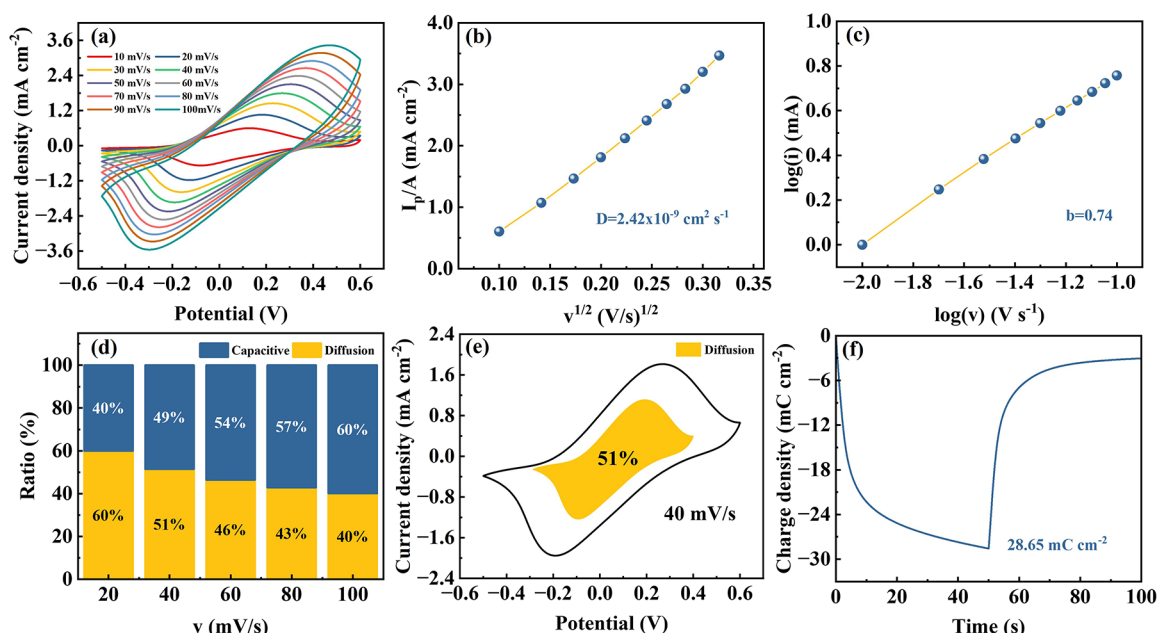 (a)
10 mV/s 20 mV/s
30 mV/s 40 mV/s
50 mV/s 60 mV/s
70 mV/s 80 mV/s
90 mV/s 100mV/s
3.6
2.4
1.2
0.0
−1.2
−2.4
−3.6
Current density (mA cm⁻²)
−0.6 −0.4 −0.2 0.0 0.2 0.4 0.6
Potential (V)
(b)
4.0
3.0
2.0
1.0
0.0
Iₚ/A (mA cm⁻²)
D=2.42x10⁻⁹ cm² s⁻¹
0.10 0.15 0.20 0.25 0.30 0.35
v¹ᐟ² (V/s)¹ᐟ²
(c)
0.8
0.4
0.0
log(i) (mA)
b=0.74
−2.0 −1.8 −1.6 −1.4 −1.2 −1.0
log(v) (V s⁻¹)
(d)
Capacitive Diffusion
100
80
60
40
20
0
Ratio (%)
40% 49% 54% 57% 60%
60% 51% 46% 43% 40%
20 40 60 80 100
v (mV/s)
(e)
Diffusion
2.4
1.6
0.8
0.0
−0.8
−1.6
−2.4
Current density (mA cm⁻²)
51%
40 mV/s
−0.6 −0.4 −0.2 0.0 0.2 0.4 0.6
Potential (V)
(f)
0
−6
−12
−18
−24
−30
Charge density (mC cm⁻²)
28.65 mC cm⁻²
0 20 40 60 80 100
Time (s)